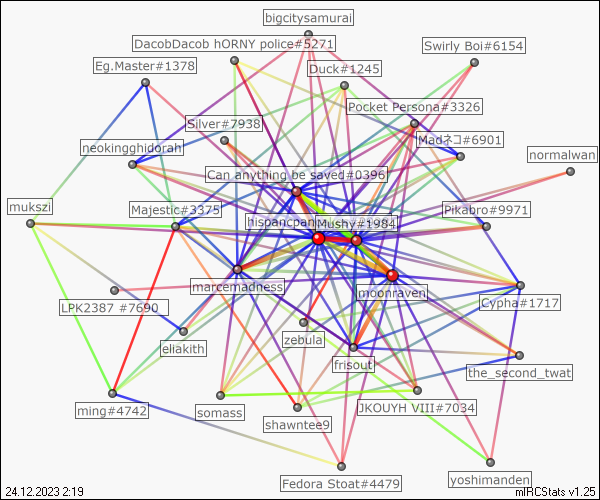 bigcitysamurai
DacobDacob hORNY police#5271
Swirly Boi#6154
Eg.Master#1378
Duck#1245
Pocket Persona#3326
Silver#7938
Madネコ#6901
neokingghidorah
normalwan
Can anything be saved#0396
mukszi
Majestic#3375
hispancpan
Mushy#1984
Pikabro#9971
marcemadness
moonraven
Cypha#1717
LPK2387 #7690
zebula
eliakith
frisout
the_second_twat
ming#4742
somass
JKOUYH VIII#7034
shawntee9
Fedora Stoat#4479
yoshimanden
24.12.2023 2:19
mIRCStats v1.25